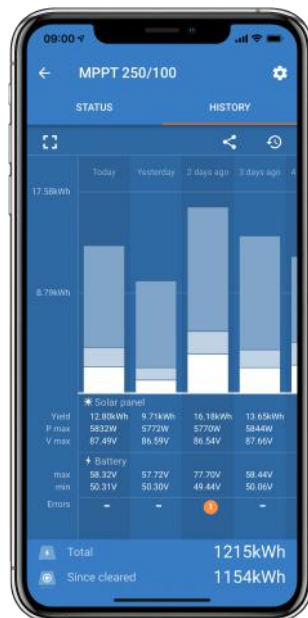 09:00
MPPT 250/100
STATUS HISTORY
Today Yesterday 2 days ago 3 days ago 4
17.58kWh
8.79kWh
Solar panel
Yield 12.80kWh 9.71kWh 16.18kWh 13.65kWh
P max 5832W 5772W 5770W 5844W
V max 87.49V 86.59V 86.54V 87.66V
Battery
max 58.32V 57.72V 77.70V 58.44V
min 50.31V 50.30V 49.44V 50.06V
Errors - - 1 -
Total 1215kWh
Since cleared 1154kWh